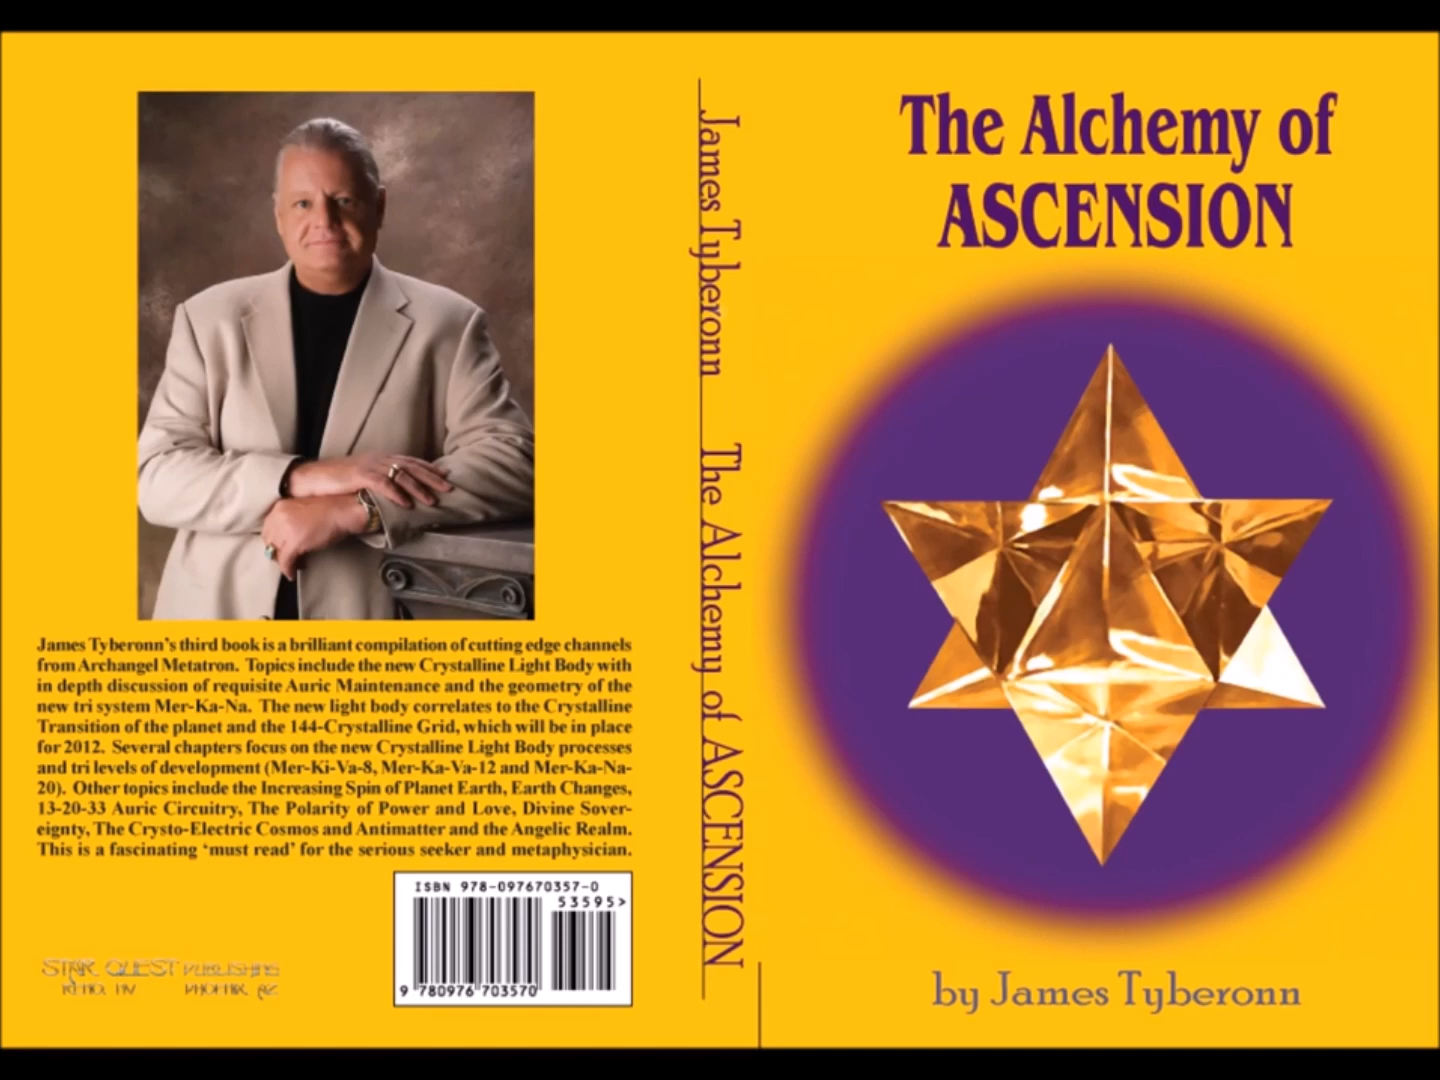 James Tyberonn's third book is a brilliant compilation of cutting edge channels
from Archangel Metatron. Topics include the new Crystalline Light Body with
in depth discussion of requisite Auric Maintenance and the geometry of the
new tri system Mer-Ka-Na. The new light body correlates to the Crystalline
Transition of the planet and the 144-Crystalline Grid, which will be in place
for 2012. Several chapters focus on the new Crystalline Light Body processes
and tri levels of development (Mer-Ki-Va-8, Mer-Ka-Va-12 and Mer-Ka-Na-
20). Other topics include the Increasing Spin of Planet Earth, Earth Changes,
13-20-33 Auric Circuitry, The Polarity of Power and Love, Divine Sover-
eignty, The Crysto-Electric Cosmos and Antimatter and the Angelic Realm.
This is a fascinating ‘must read’ for the serious seeker and metaphysician.
ISBN 978-097670357-0
53595>
9 780976 703570
STAR QUEST PUBLISHING
RENO, NV PHOENIX, AZ
James Tyberonn The Alchemy of ASCENSION
The Alchemy of
ASCENSION
by James Tyberonn